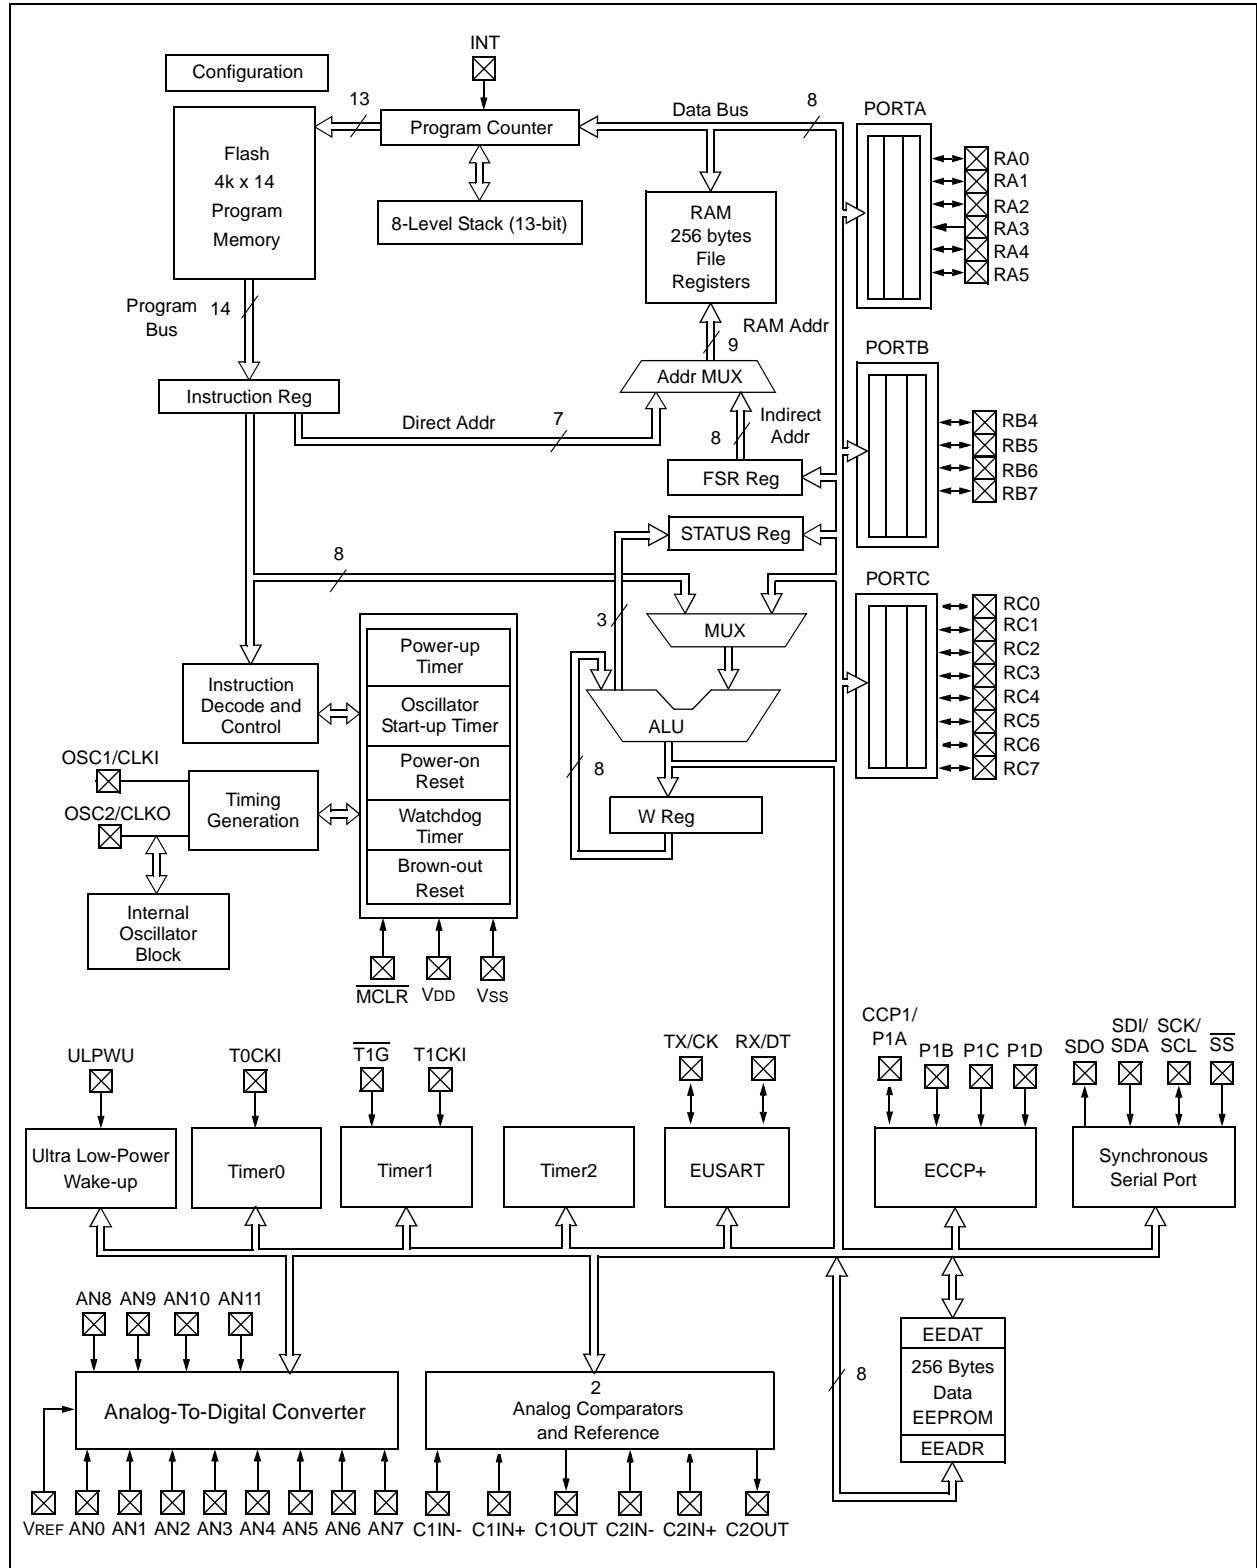 INT
Configuration
13
Program Counter
Data Bus
8
PORTA
Flash
4k x 14
Program
Memory
8-Level Stack (13-bit)
RAM
256 bytes
File
Registers
RA0
RA1
RA2
RA3
RA4
RA5
Program
Bus
14
RAM Addr
9
PORTB
Addr MUX
Instruction Reg
Direct Addr
7
Indirect
Addr
8
FSR Reg
RB4
RB5
RB6
RB7
STATUS Reg
8
PORTC
3
MUX
RC0
RC1
RC2
RC3
RC4
RC5
RC6
RC7
Power-up
Timer
Instruction
Decode and
Control
Oscillator
Start-up Timer
ALU
OSC1/CLKI
Power-on
Reset
8
Timing
Generation
OSC2/CLKO
Watchdog
Timer
W Reg
Brown-out
Reset
Internal
Oscillator
Block
MCLR
VDD
VSS
ULPWU
T0CKI
T1G
T1CKI
TX/CK
RX/DT
CCP1/
P1A
P1B
P1C
P1D
SDO
SDI/
SDA
SCK/
SCL
SS
Ultra Low-Power
Wake-up
Timer0
Timer1
Timer2
EUSART
ECCP+
Synchronous
Serial Port
AN8
AN9
AN10
AN11
EEDAT
256 Bytes
Data
EEPROM
EEADR
8
Analog-To-Digital Converter
2
Analog Comparators
and Reference
VREF
AN0
AN1
AN2
AN3
AN4
AN5
AN6
AN7
C1IN-
C1IN+
C1OUT
C2IN-
C2IN+
C2OUT